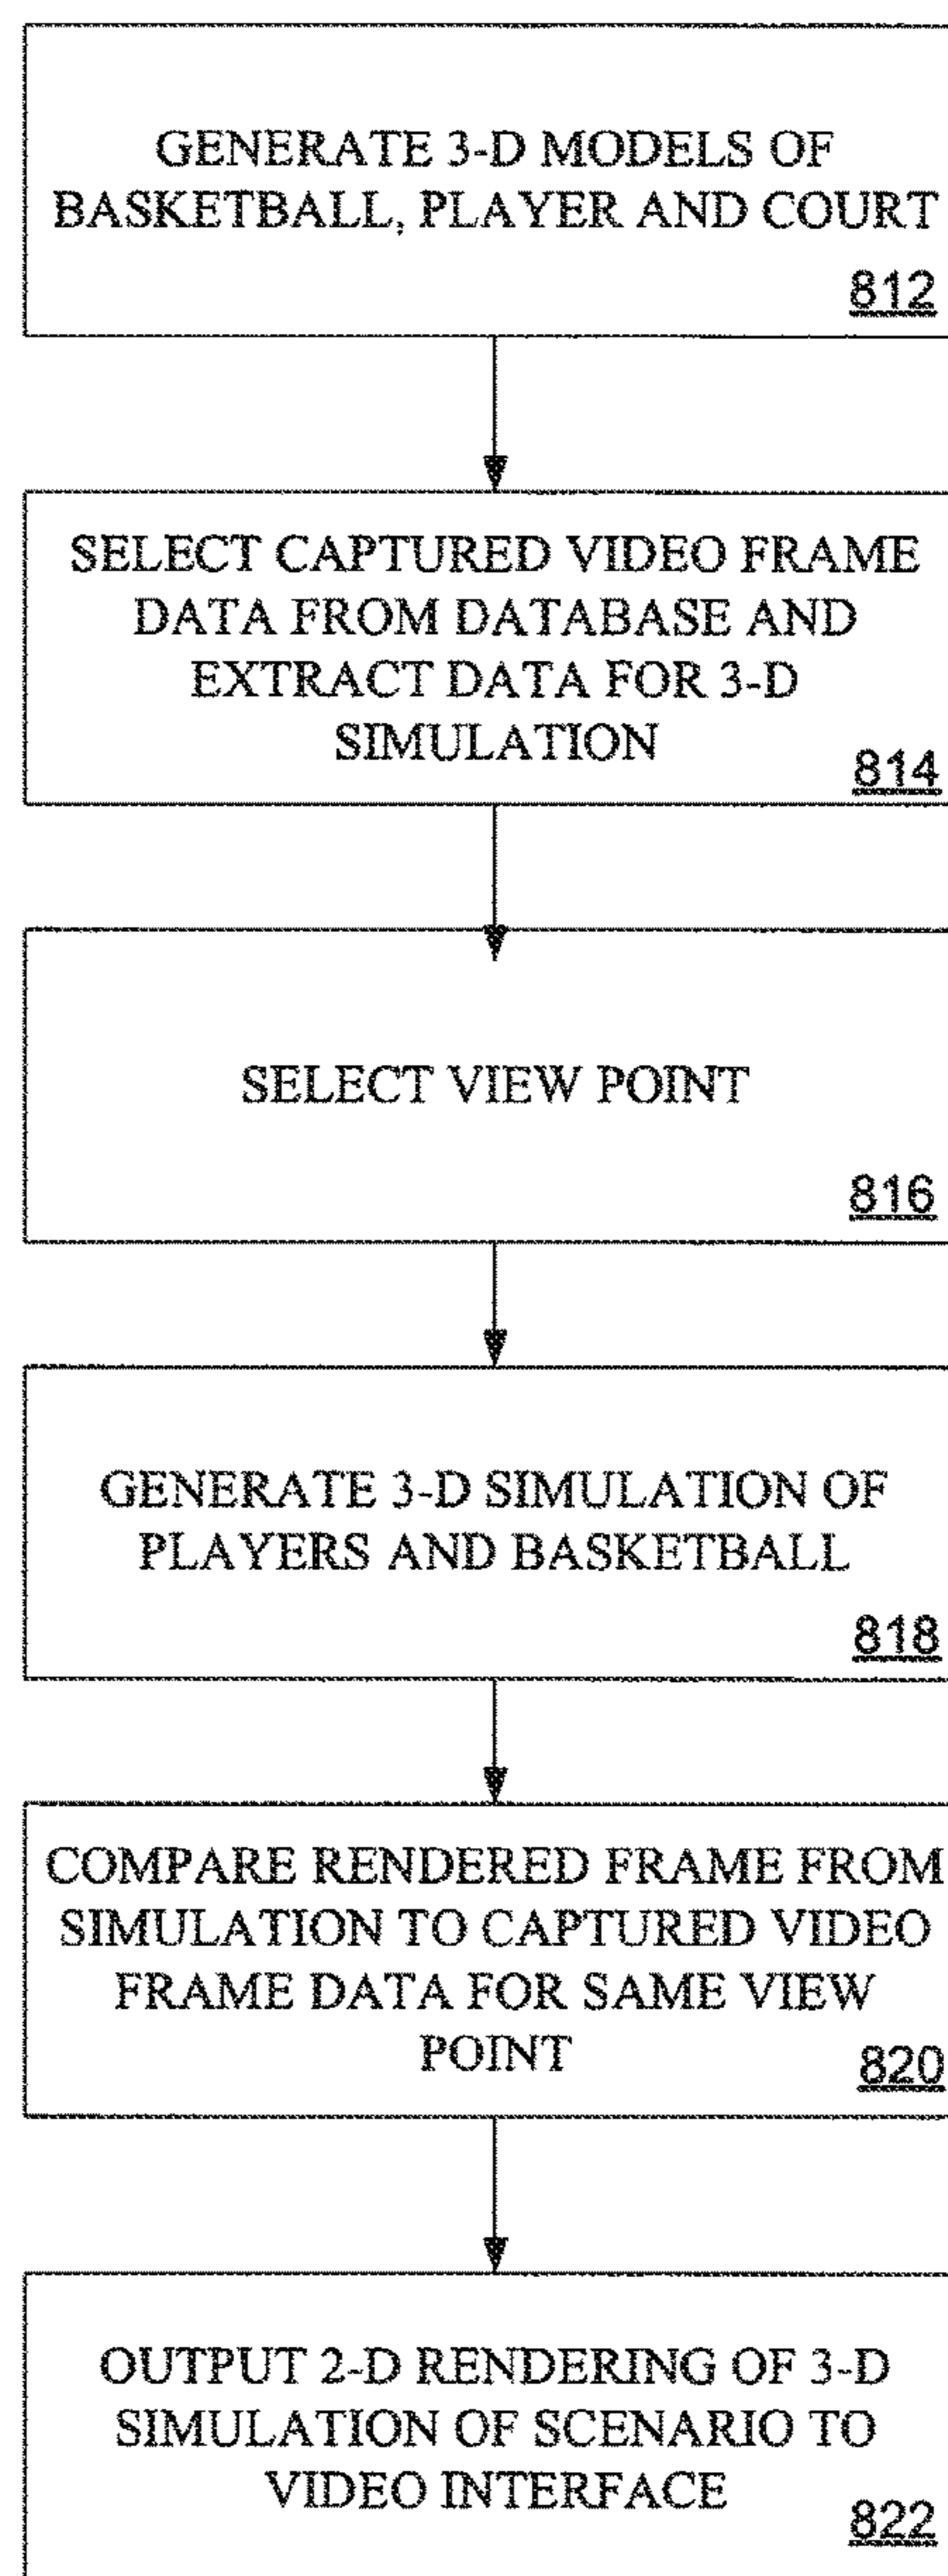 GENERATE 3-D MODELS OF
BASKETBALL, PLAYER AND COURT
812
SELECT CAPTURED VIDEO FRAME
DATA FROM DATABASE AND
EXTRACT DATA FOR 3-D
SIMULATION
814
SELECT VIEW POINT
816
GENERATE 3-D SIMULATION OF
PLAYERS AND BASKETBALL
818
COMPARE RENDERED FRAME FROM
SIMULATION TO CAPTURED VIDEO
FRAME DATA FOR SAME VIEW
POINT
820
OUTPUT 2-D RENDERING OF 3-D
SIMULATION OF SCENARIO TO
VIDEO INTERFACE
822